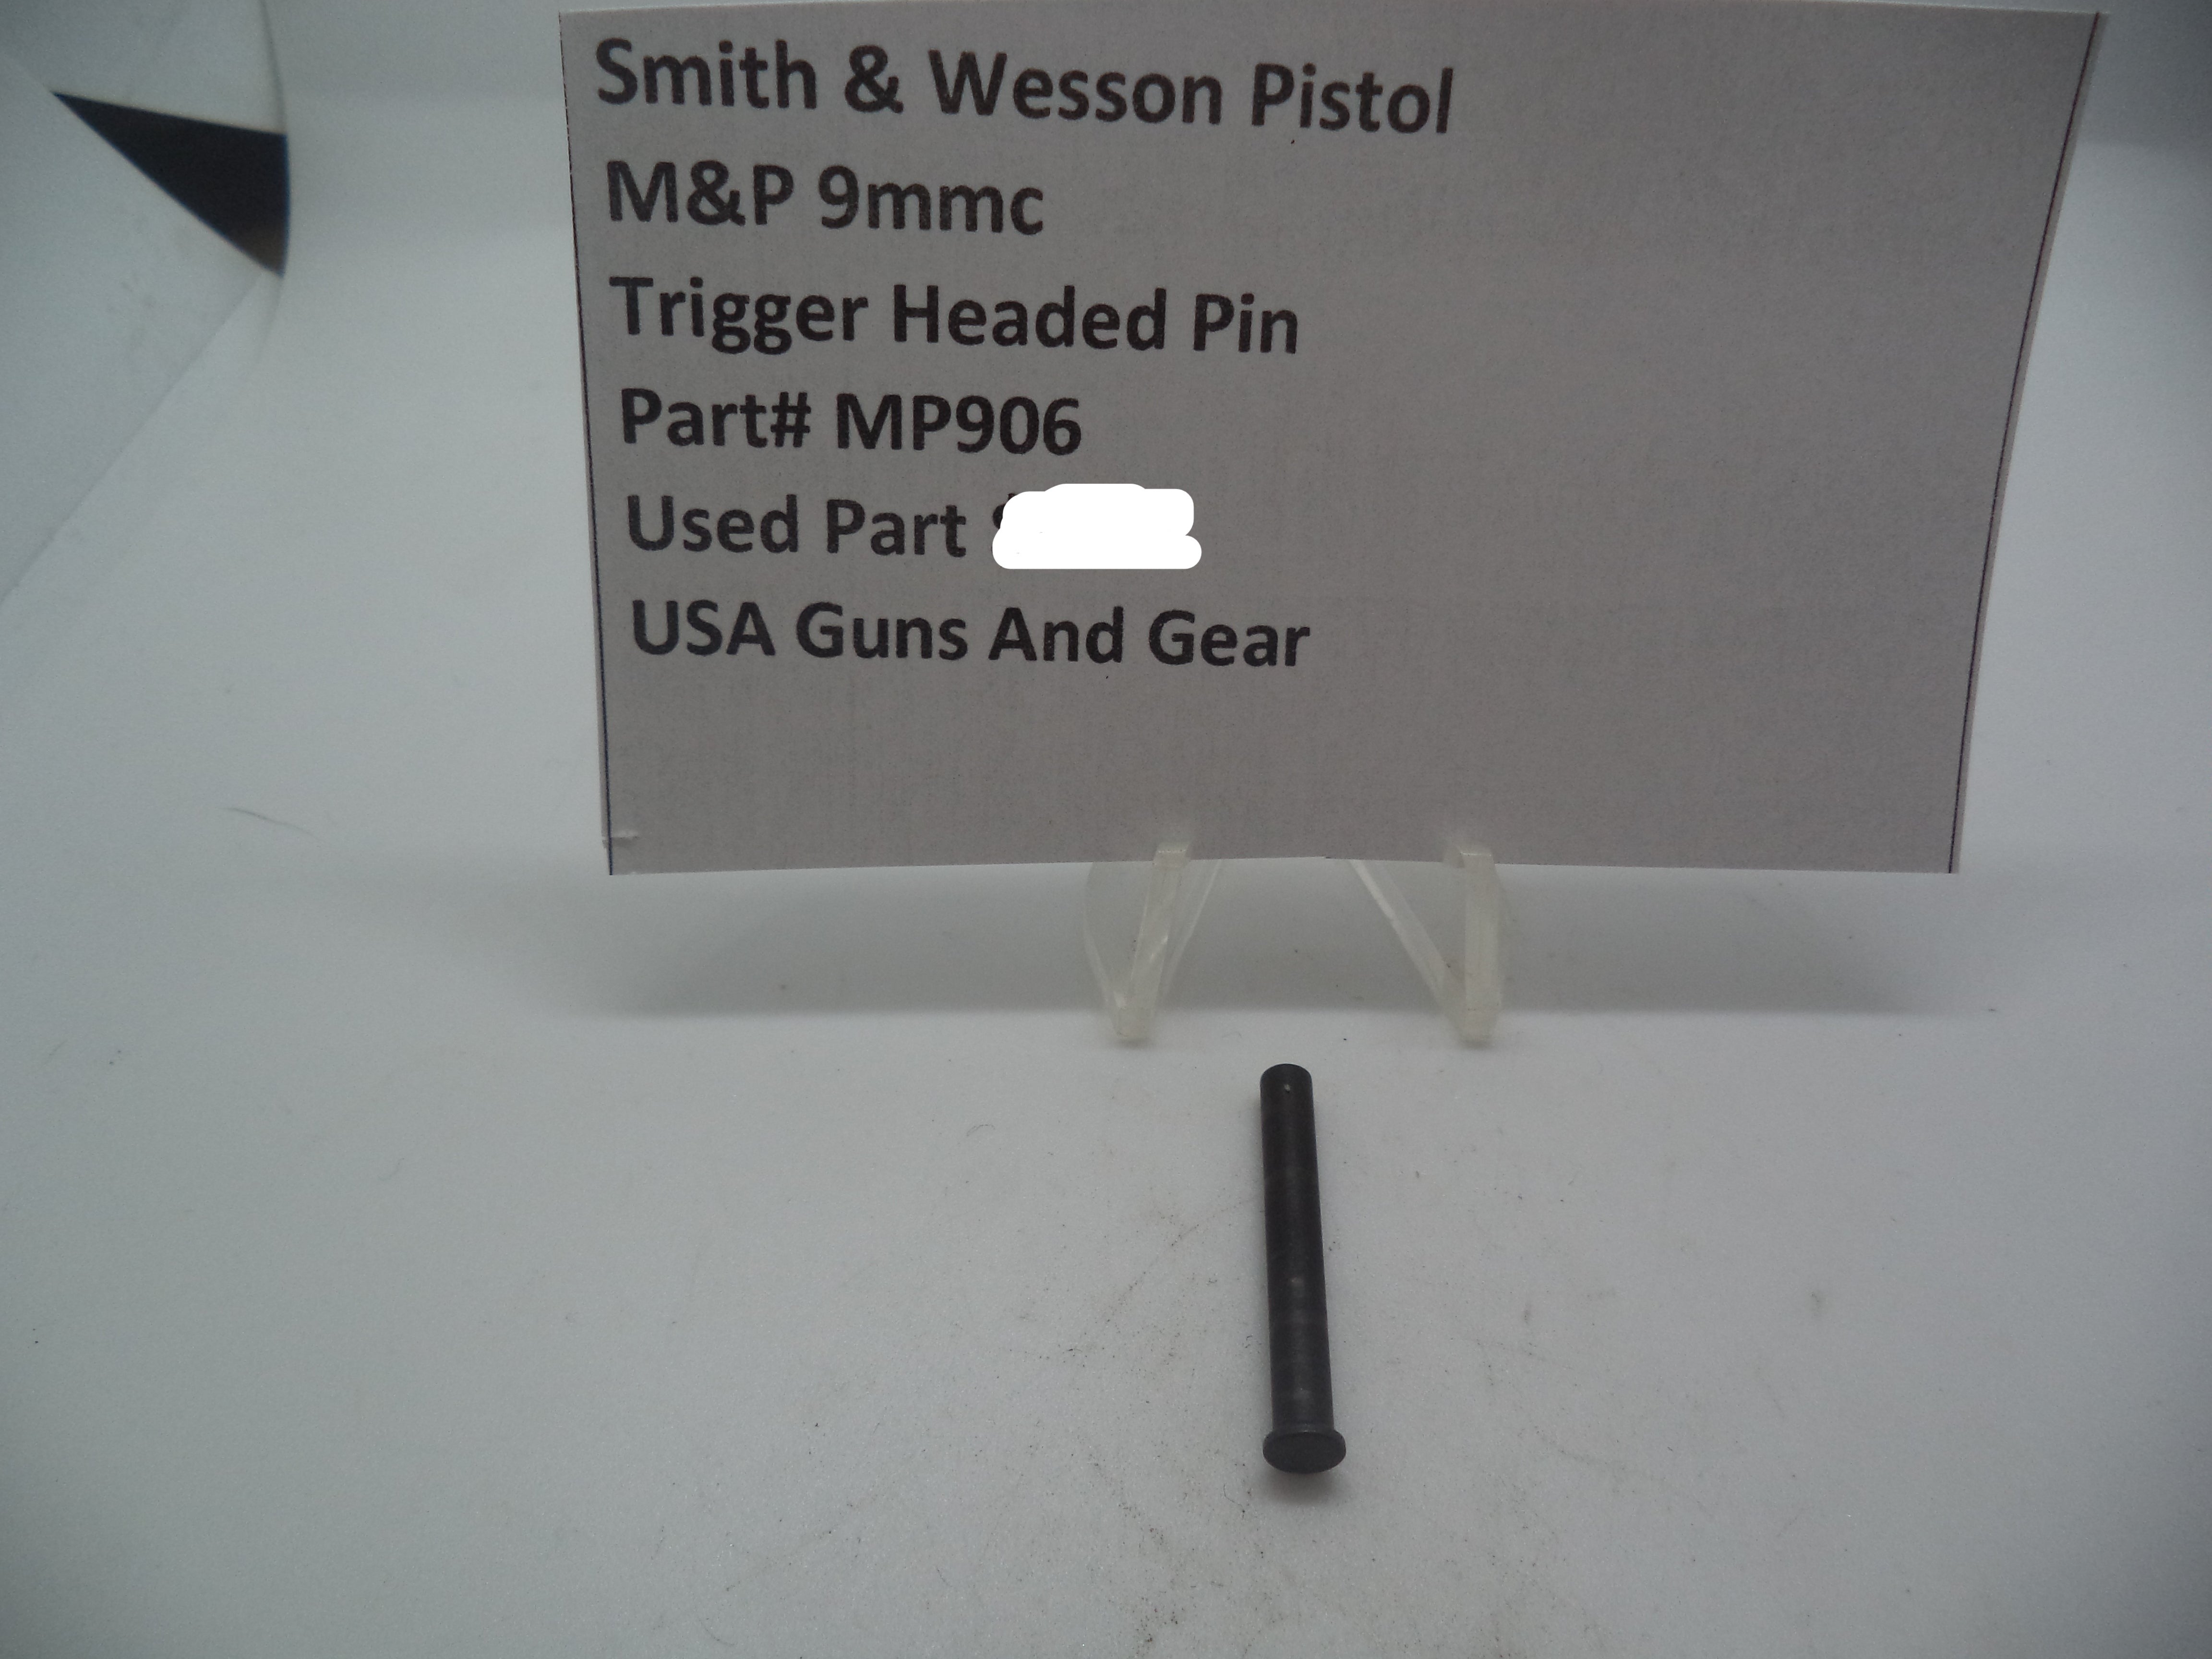 Smith & Wesson Pistol
M&P 9mmc
Trigger Headed Pin
Part# MP906
Used Part
USA Guns And Gear